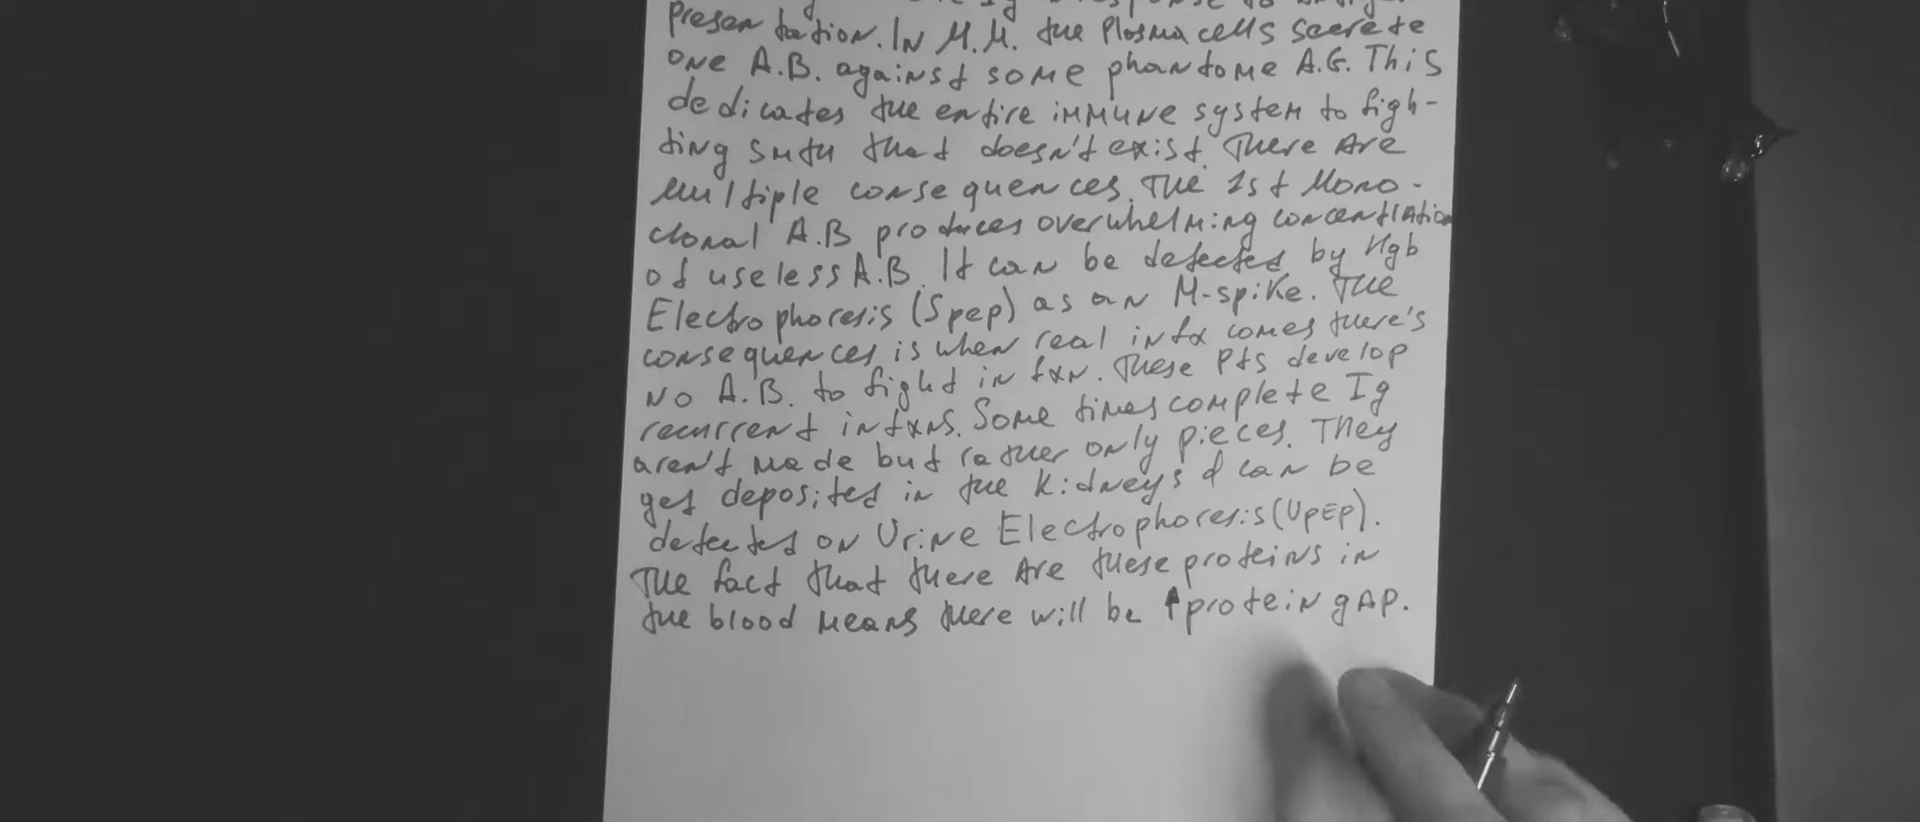 response to
presentation. In M.M. the Plasma cells secrete
one A.B. against some phantome A.G. This
dedicates the entire immune system to figh-
ting smth that doesn't exist. There Are
multiple consequences. The 1st Mono-
clonal A.B produces overwhelming concentration
of useless A.B. It can be detected by Hgb
Electrophoresis (Spep) as an M-spike. The
consequences is when real infx comes there's
No A.B. to fight infxn. These Pts develop
recurrent infxns. Some times complete Ig
aren't made but rather only pieces. They
get deposited in the Kidneys & can be
detected on Urine Electrophoresis (UpEp).
The fact that there Are these proteins in
the blood means there will be ↑ protein gAp.